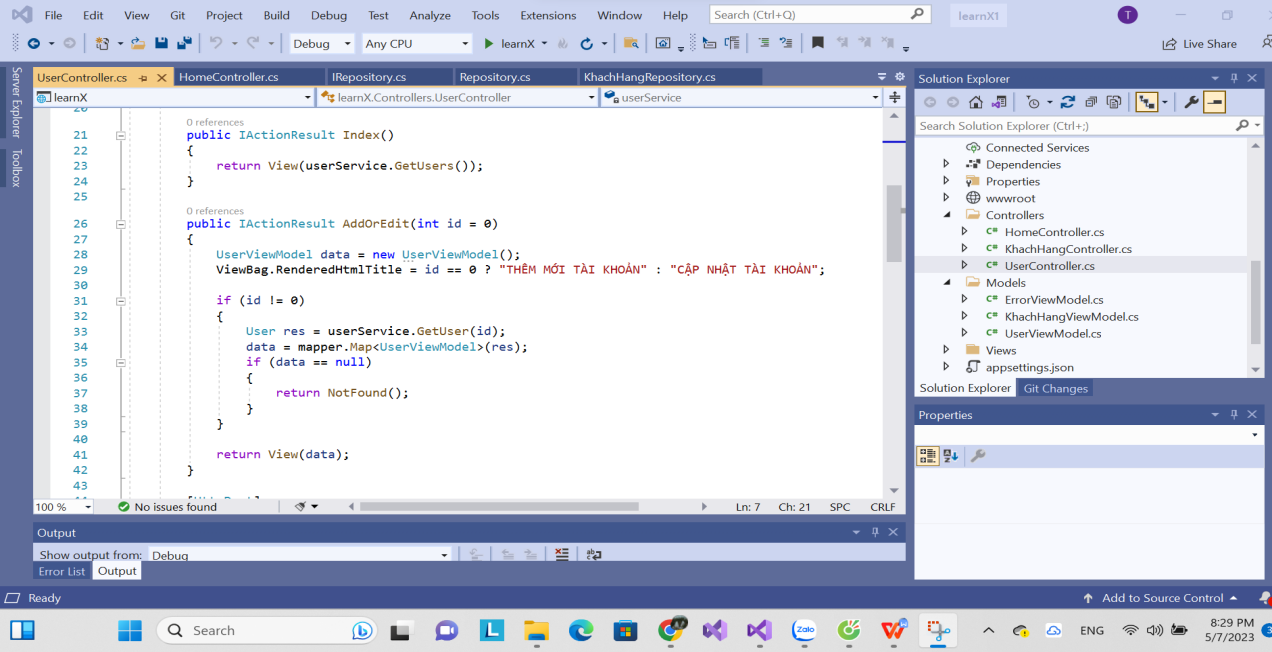 File Edit View Git Project Build Debug Test Analyze Tools Extensions Window Help Search (Ctrl+Q) learnX1 T
Debug Any CPU learnX Live Share
Server Explorer
Toolbox
UserController.cs HomeController.cs IRepository.cs Repository.cs KhachHangRepository.cs
learnX learnX.Controllers.UserController userService
20
0 references
21 public IActionResult Index()
22 {
23 return View(userService.GetUsers());
24 }
25
0 references
26 public IActionResult AddOrEdit(int id = 0)
27 {
28 UserViewModel data = new UserViewModel();
29 ViewBag.RenderedHtmlTitle = id == 0 ? "THÊM MỚI TÀI KHOẢN" : "CẬP NHẬT TÀI KHOẢN";
30
31 if (id != 0)
32 {
33 User res = userService.GetUser(id);
34 data = mapper.Map<UserViewModel>(res);
35 if (data == null)
36 {
37 return NotFound();
38 }
39 }
40
41 return View(data);
42 }
43
100 % No issues found Ln: 7 Ch: 21 SPC CRLF
Output
Show output from: Debug
Error List Output
Solution Explorer
Search Solution Explorer (Ctrl+;)
Connected Services
Dependencies
Properties
wwwroot
Controllers
C# HomeController.cs
C# KhachHangController.cs
C# UserController.cs
Models
C# ErrorViewModel.cs
C# KhachHangViewModel.cs
C# UserViewModel.cs
Views
appsettings.json
Solution Explorer Git Changes
Properties
Ready Add to Source Control
Search L Zalo W ENG 8:29 PM
5/7/2023